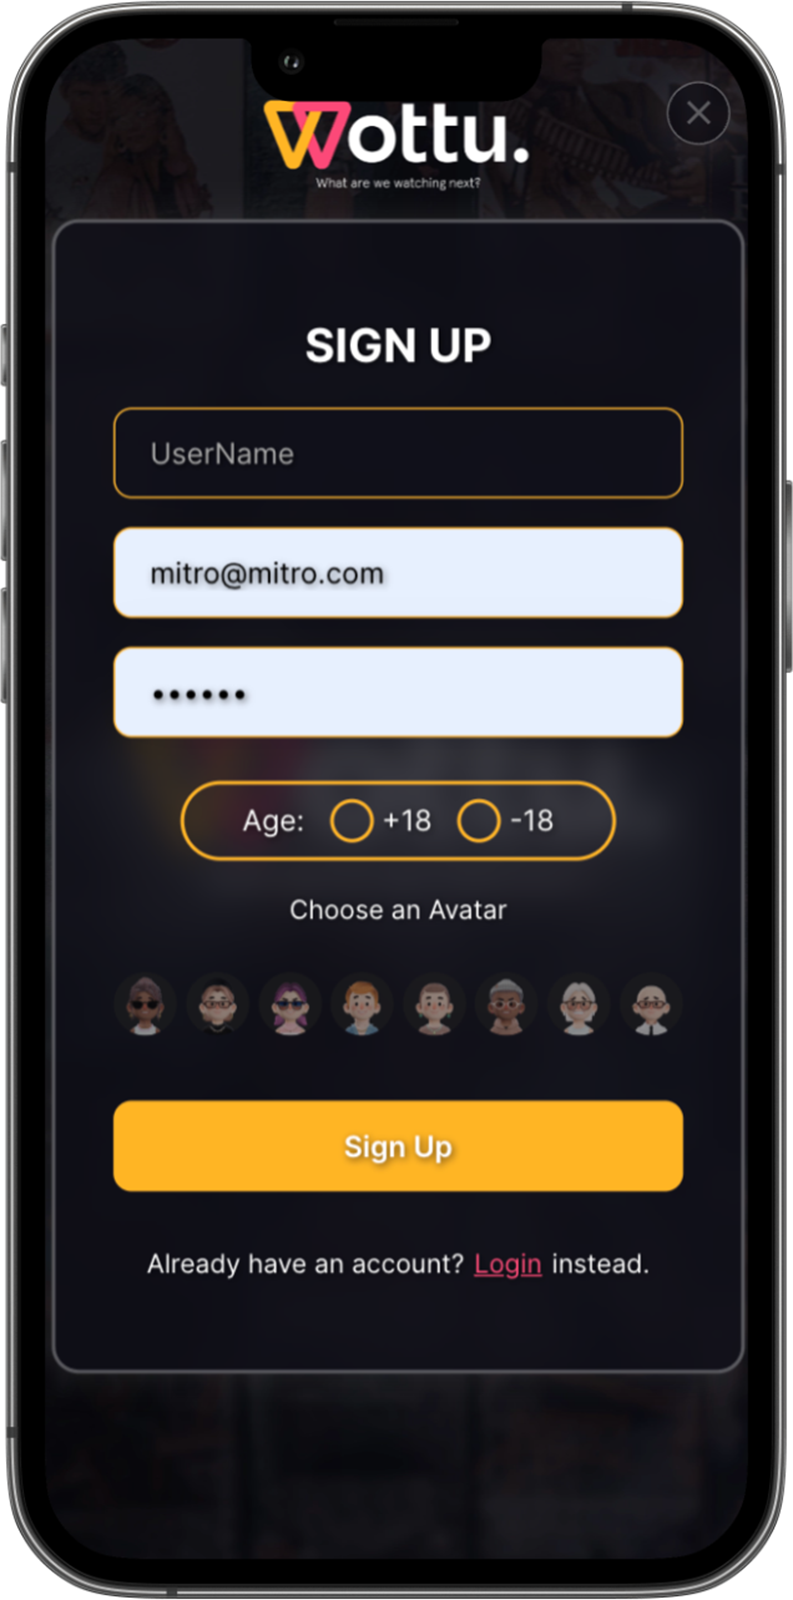 Wottu.
What are we watching next?
SIGN UP
UserName
mitro@mitro.com
••••••
Age: +18 -18
Choose an Avatar
Sign Up
Already have an account? Login instead.